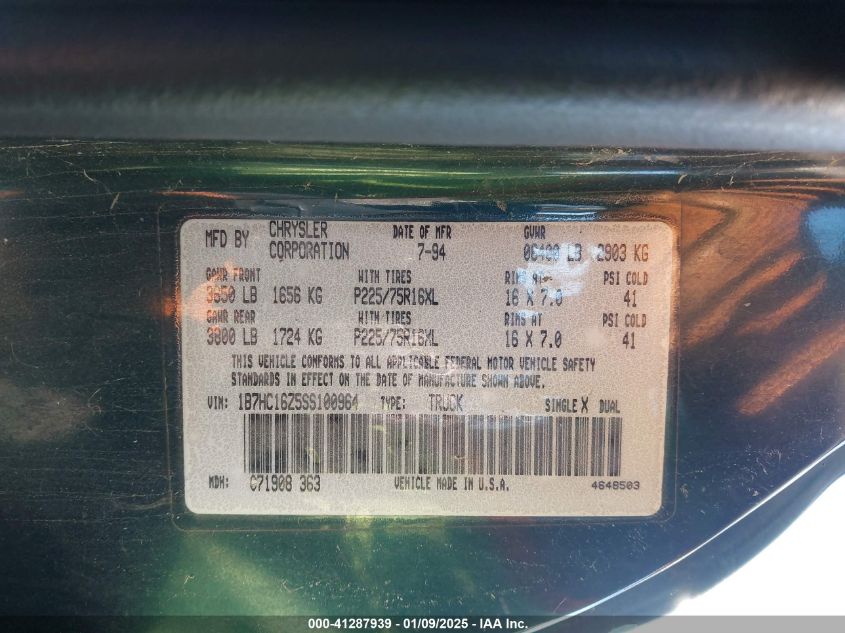 MFD BY CHRYSLER CORPORATION DATE OF MFR 7-94 GVWR 06400 LB 2903 KG
GAWR FRONT WITH TIRES RIMS AT PSI COLD
3650 LB 1656 KG P225/75R16XL 16 X 7.0 41
GAWR REAR WITH TIRES RIMS AT PSI COLD
3800 LB 1724 KG P225/75R16XL 16 X 7.0 41
THIS VEHICLE CONFORMS TO ALL APPLICABLE FEDERAL MOTOR VEHICLE SAFETY
STANDARDS IN EFFECT ON THE DATE OF MANUFACTURE SHOWN ABOVE.
VIN: 1B7HC16Z5SS100964 TYPE: TRUCK SINGLE X DUAL
MDH: C71908 363 VEHICLE MADE IN U.S.A. 4648503
000-41287939 - 01/09/2025 - IAA Inc.